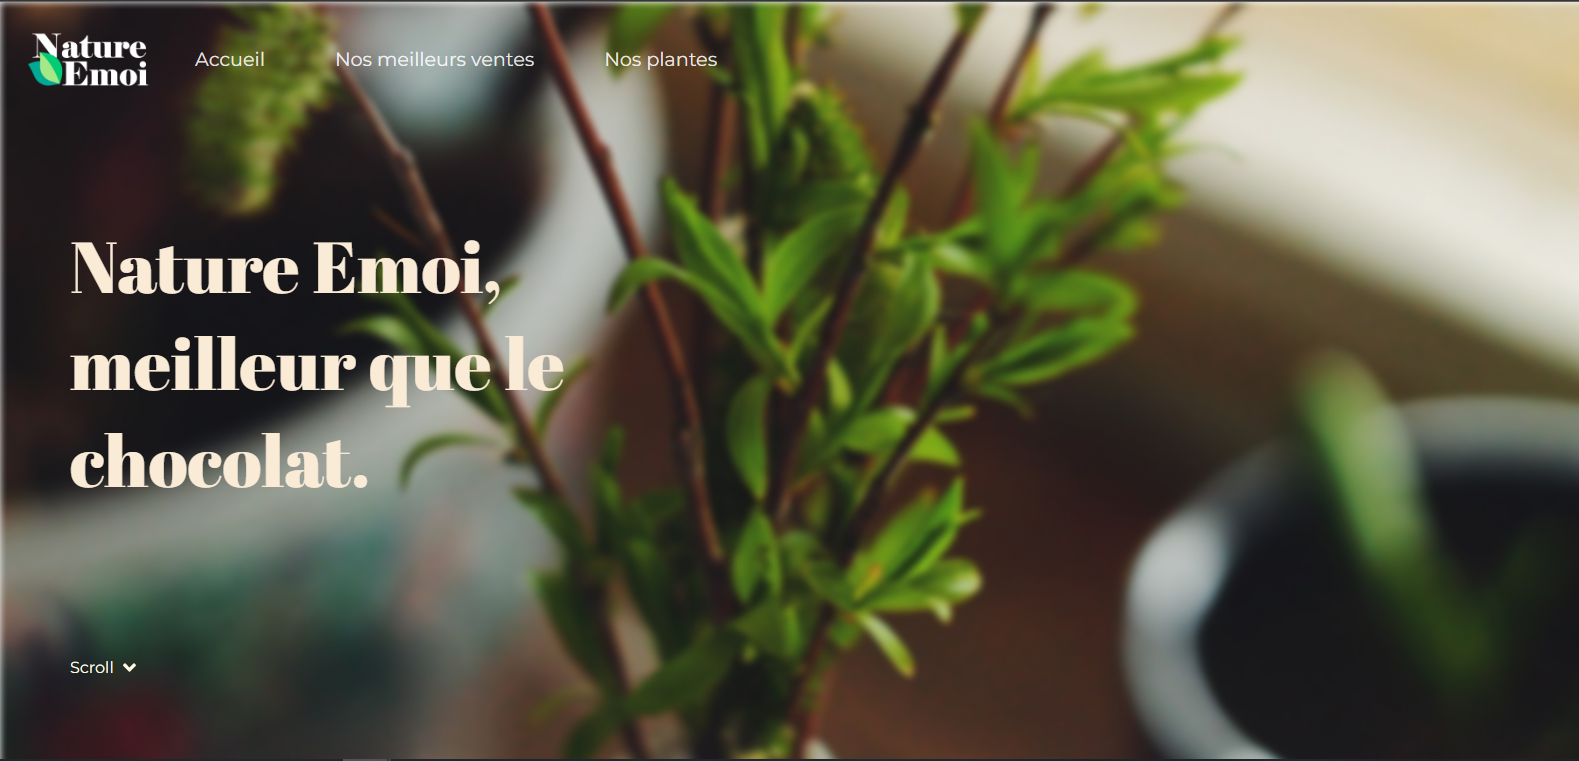 Nature
Emoi
Accueil
Nos meilleurs ventes
Nos plantes
Nature Emoi,
meilleur que le
chocolat.
Scroll